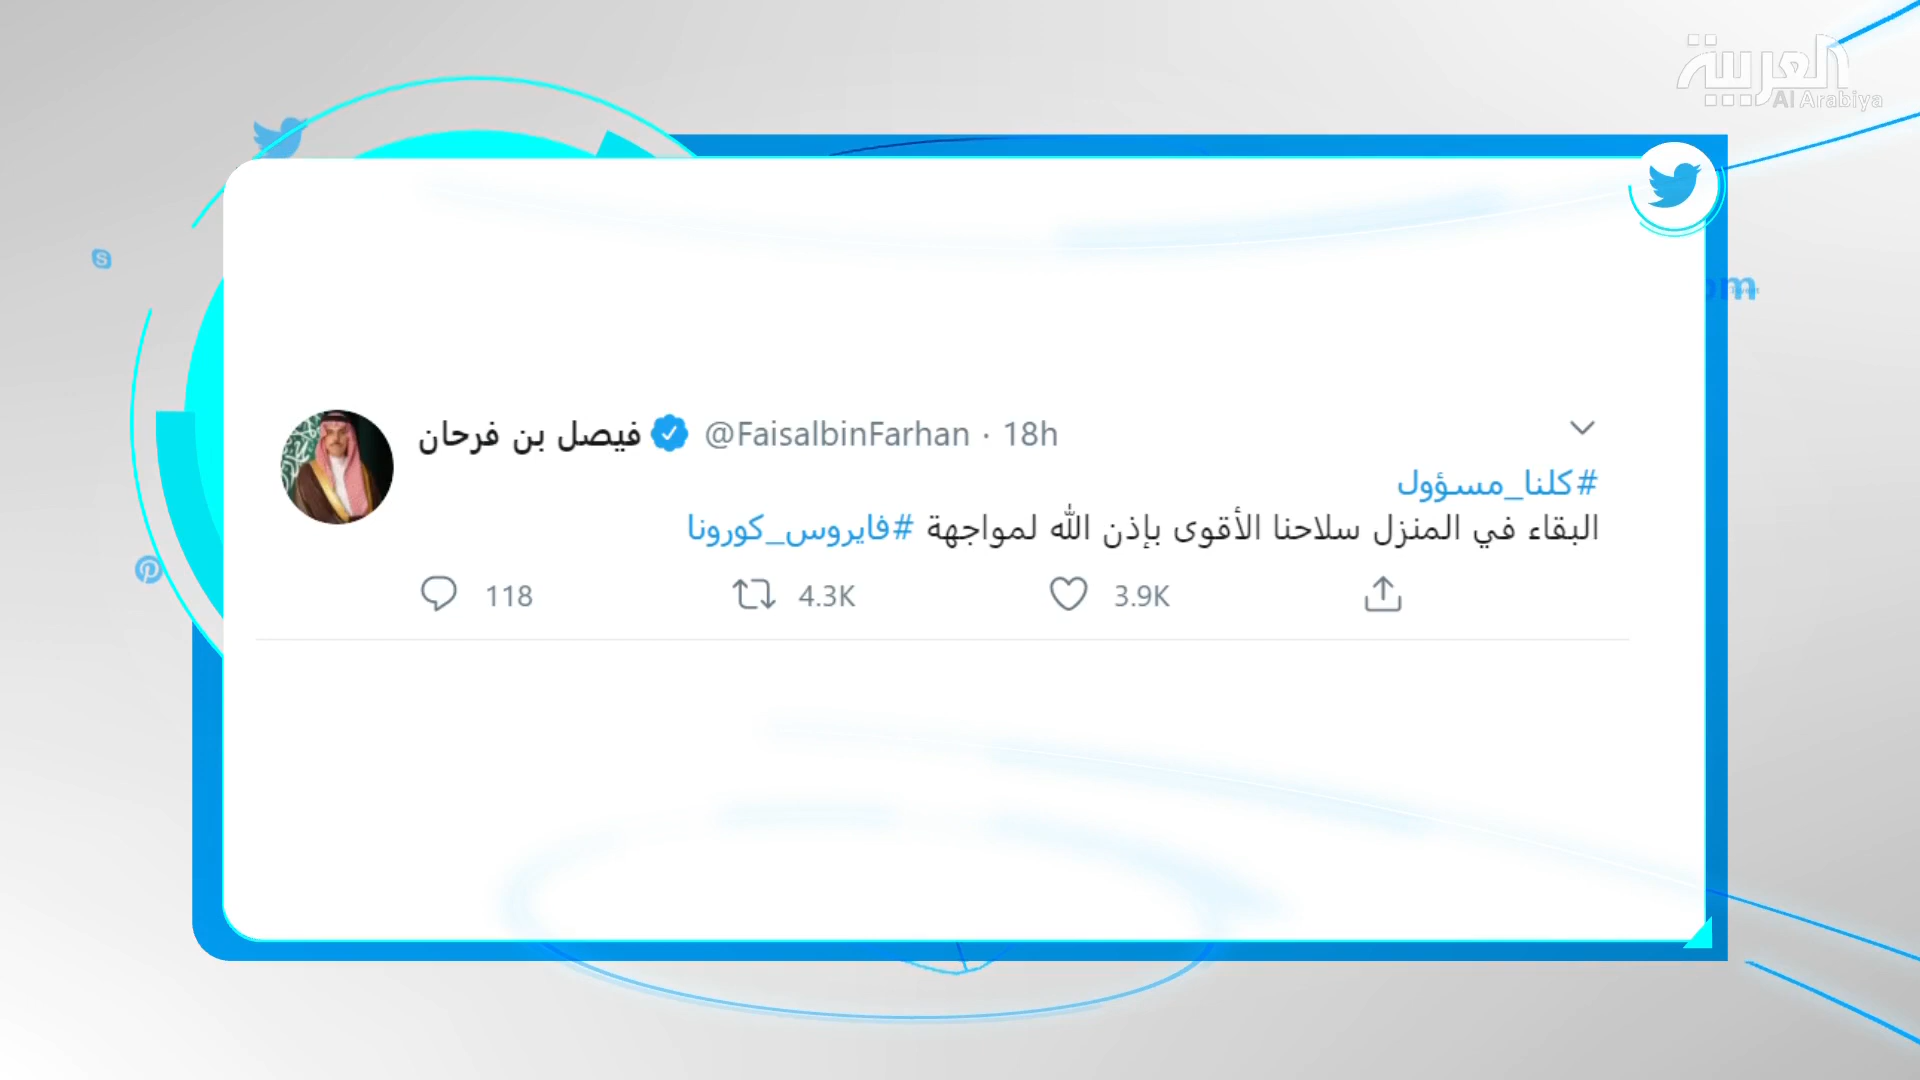 العربية
Al Arabiya
فيصل بن فرحان @FaisalbinFarhan · 18h
#كلنا_مسؤول
البقاء في المنزل سلاحنا الأقوى بإذن الله لمواجهة #فايروس_كورونا
118 4.3K 3.9K